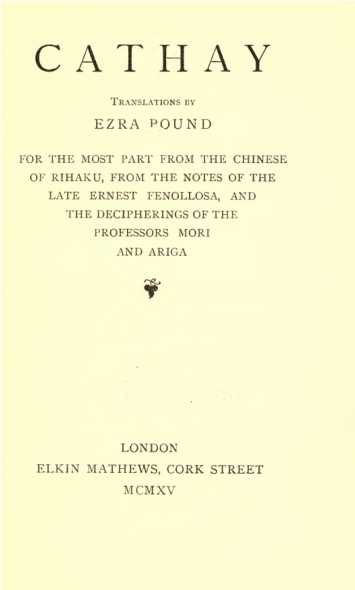 CATHAY
TRANSLATIONS BY
EZRA POUND
FOR THE MOST PART FROM THE CHINESE
OF RIHAKU, FROM THE NOTES OF THE
LATE ERNEST FENOLLOSA, AND
THE DECIPHERINGS OF THE
PROFESSORS MORI
AND ARIGA
LONDON
ELKIN MATHEWS, CORK STREET
MCMXV